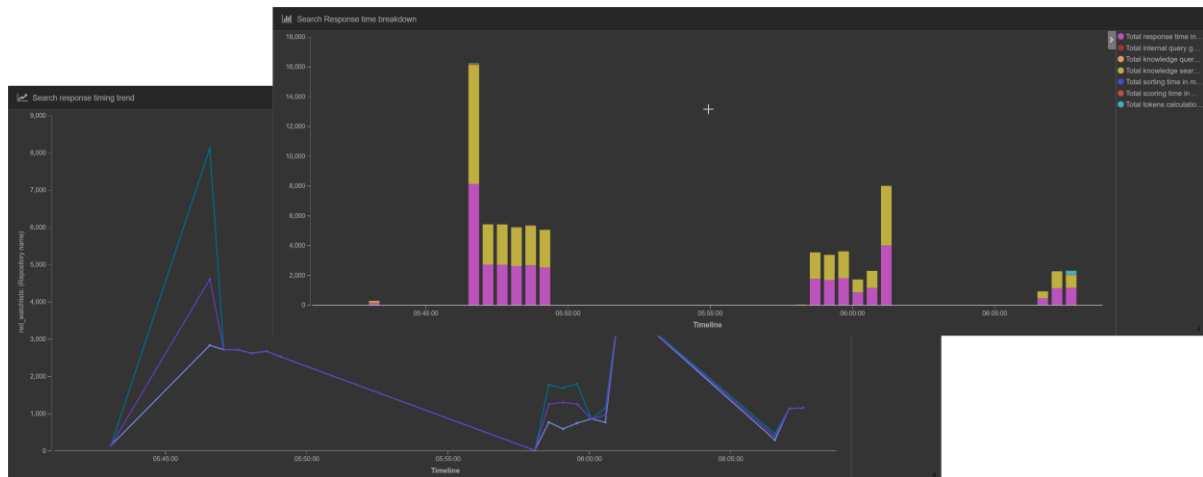 Search Response time breakdown
18,000
16,000
14,000
12,000
10,000
8,000
6,000
4,000
2,000
0
05:45:00
05:50:00
05:55:00
06:00:00
06:05:00
Timeline
Total response time in...
Total internal query g...
Total knowledge quer...
Total knowledge sear...
Total sorting time in m...
Total scoring time in ...
Total tokens calculatio...
Search response timing trend
9,000
8,000
7,000
6,000
5,000
4,000
3,000
2,000
1,000
0
red_watchlists: (Repository name)
05:45:00
05:50:00
05:55:00
06:00:00
06:05:00
Timeline